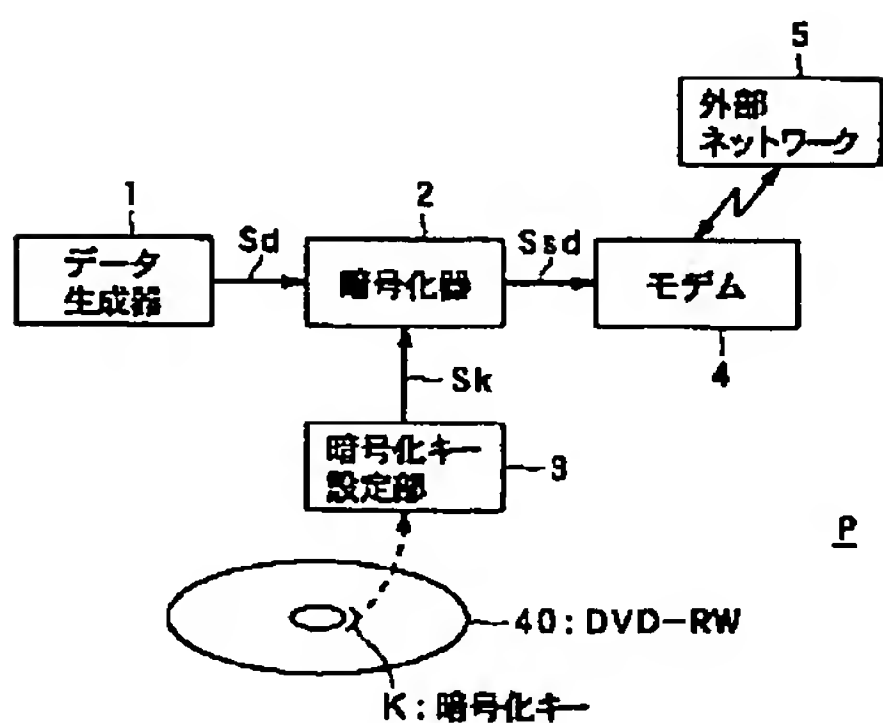 5
外部
ネットワーク
1
データ
生成器
Sd
2
暗号化器
Ssd
モデム
4
Sk
暗号化キー
設定部
3
P
40:DVD-RW
K:暗号化キー